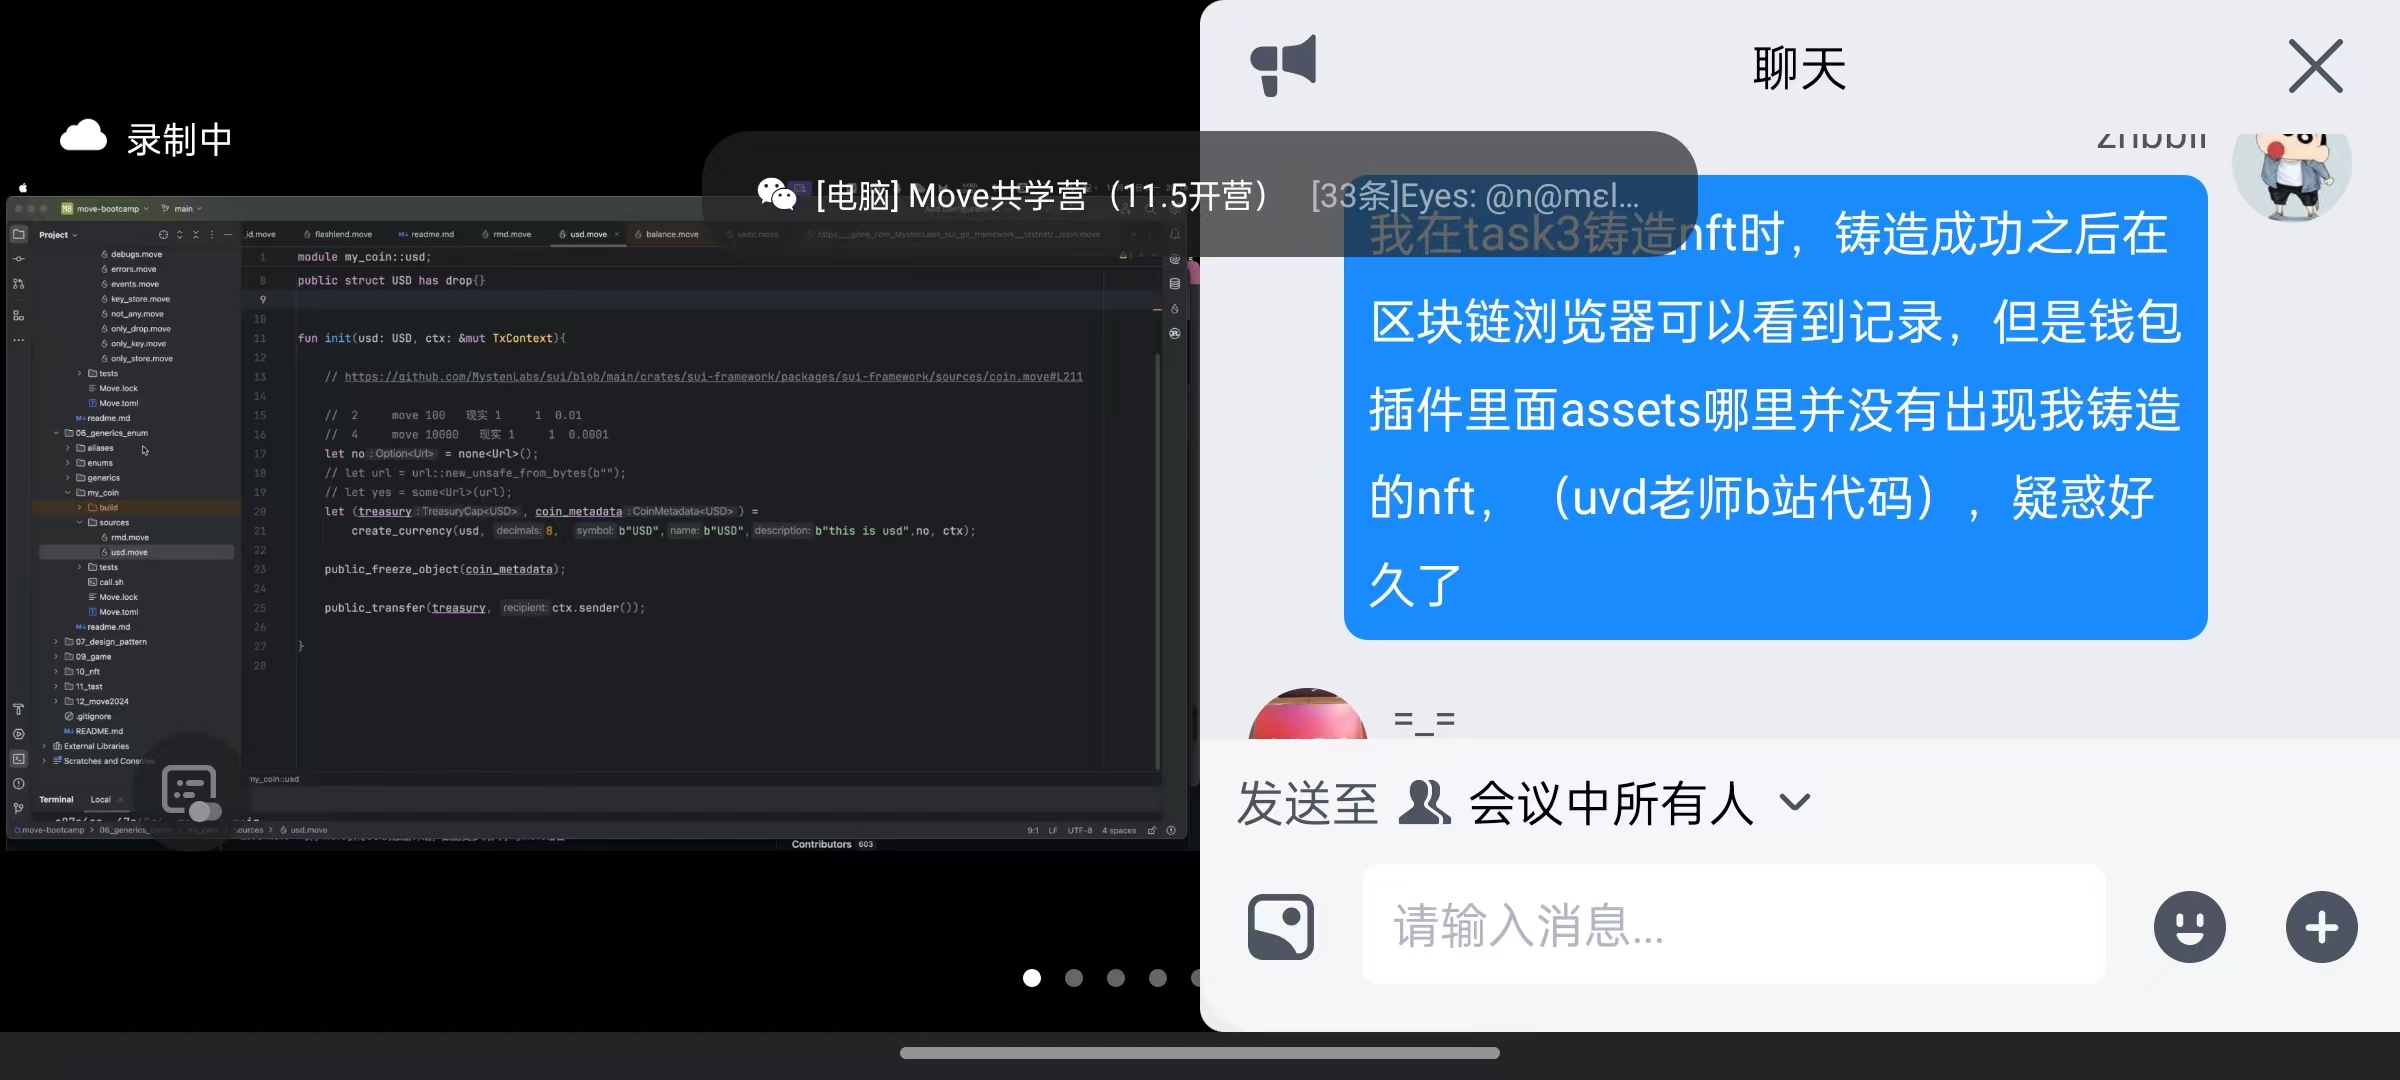 录制中
[电脑] Move共学营（11.5开营） [33条]Eyes: @n@msl...
move-bootcamp
main
Project
_id.move
flashlend.move
readme.md
rmd.move
usd.move
balance.move
usdc.move
debugs.move
errors.move
events.move
key_store.move
not_any.move
only_drop.move
only_key.move
only_store.move
tests
Move.lock
Move.toml
readme.md
06_generics_enum
aliases
enums
generics
my_coin
build
sources
rmd.move
usd.move
tests
call.sh
Move.lock
Move.toml
readme.md
07_design_pattern
09_game
10_nft
11_test
12_move2024
.gitignore
README.md
External Libraries
Scratches and Consoles
1 module my_coin::usd;
8 public struct USD has drop{}
9
10
11 fun init(usd: USD, ctx: &mut TxContext){
12
13 // https://github.com/MystenLabs/sui/blob/main/crates/sui-framework/packages/sui-framework/sources/coin.move#L211
14
15 // 2 move 100 现实 1 1 0.01
16 // 4 move 10000 现实 1 1 0.0001
17 let no : Option<Url> = none<Url>();
18 // let url = url::new_unsafe_from_bytes(b"");
19 // let yes = some<Url>(url);
20 let (treasury : TreasuryCap<USD> , coin_metadata : CoinMetadata<USD> ) =
21 create_currency(usd, decimals: 8, symbol: b"USD", name: b"USD", description: b"this is usd",no, ctx);
22
23 public_freeze_object(coin_metadata);
24
25 public_transfer(treasury, recipient: ctx.sender());
26
27 }
28
my_coin::usd
Terminal Local
move-bootcamp > 06_generics_ > sources > usd.move
9:1 LF UTF-8 4 spaces
Contributors 603
聊天
zhbbll
我在task3铸造nft时，铸造成功之后在
区块链浏览器可以看到记录，但是钱包
插件里面assets哪里并没有出现我铸造
的nft，（uvd老师b站代码），疑惑好
久了
=_=
发送至 会议中所有人
请输入消息...